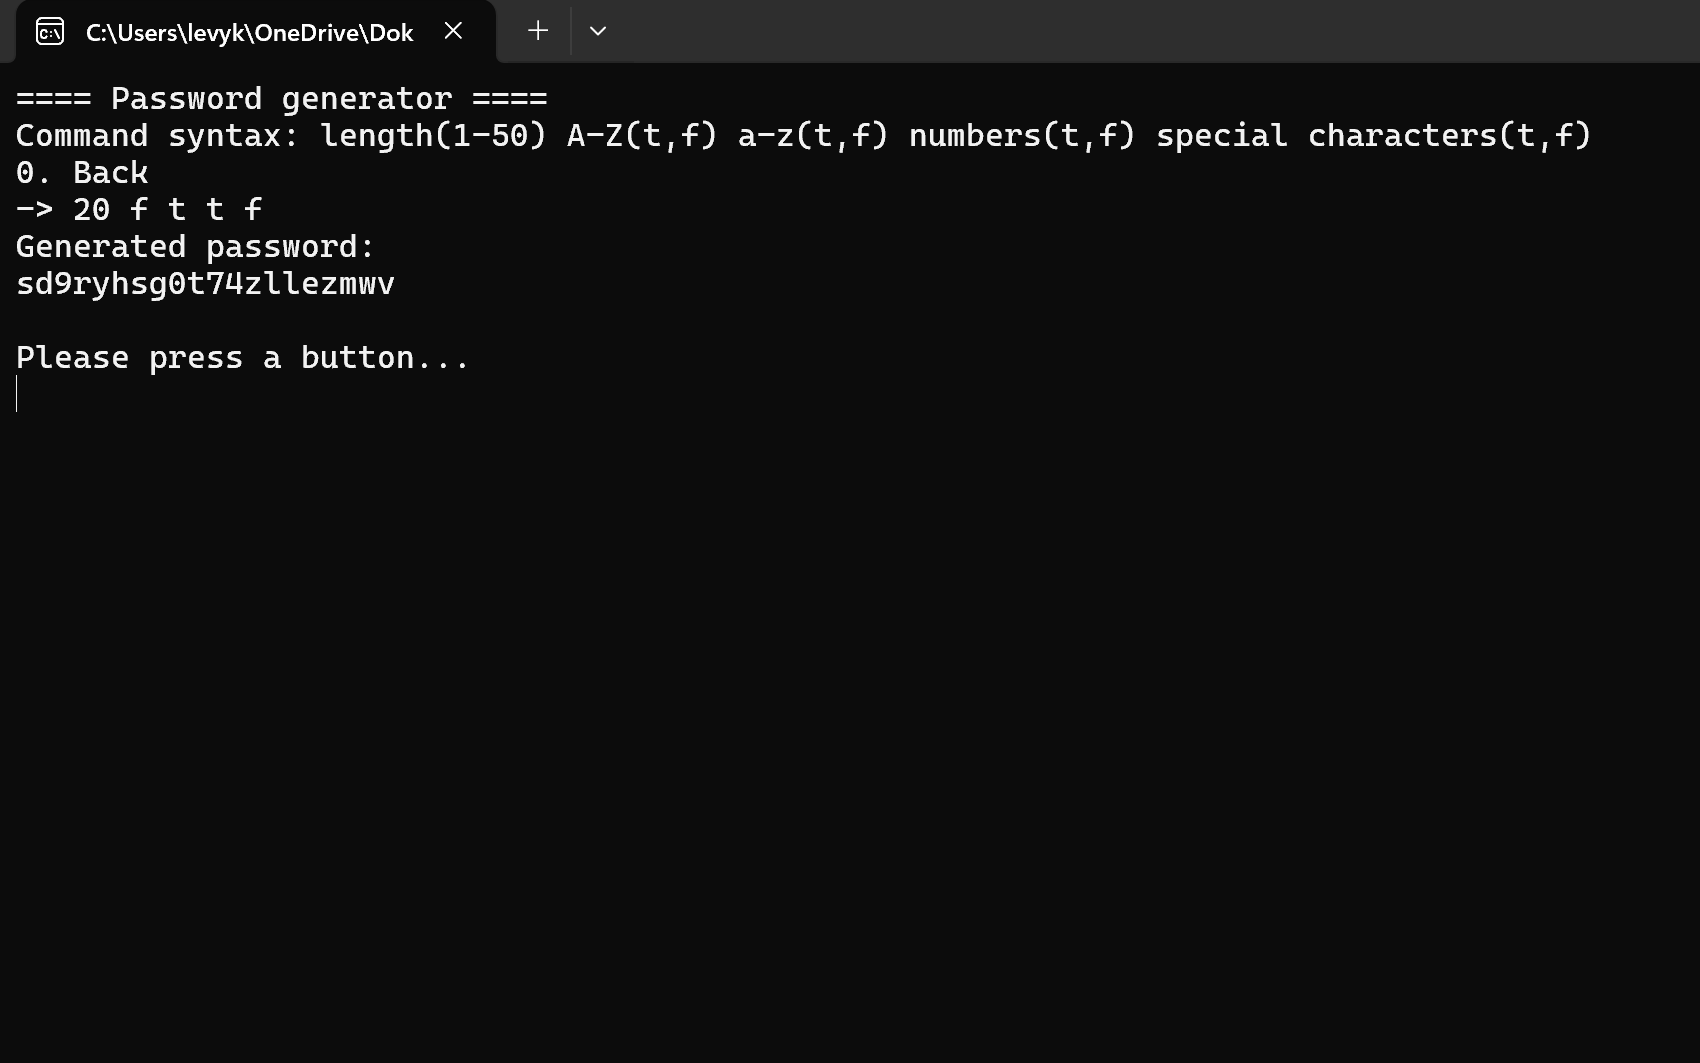 C:\Users\levyk\OneDrive\Dok
==== Password generator ====
Command syntax: length(1-50) A-Z(t,f) a-z(t,f) numbers(t,f) special characters(t,f)
0. Back
-> 20 f t t f
Generated password:
sd9ryhsg0t74zllezmwv
Please press a button...